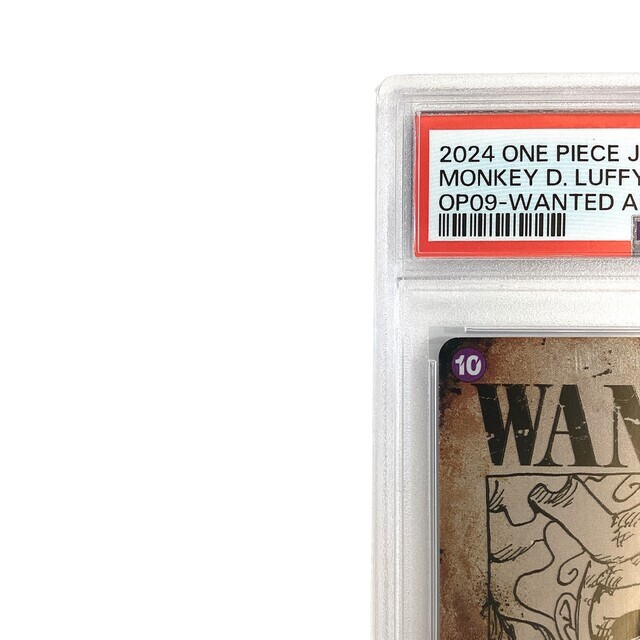 2024 ONE PIECE J
MONKEY D. LUFFY
OP09-WANTED A
10
WAN